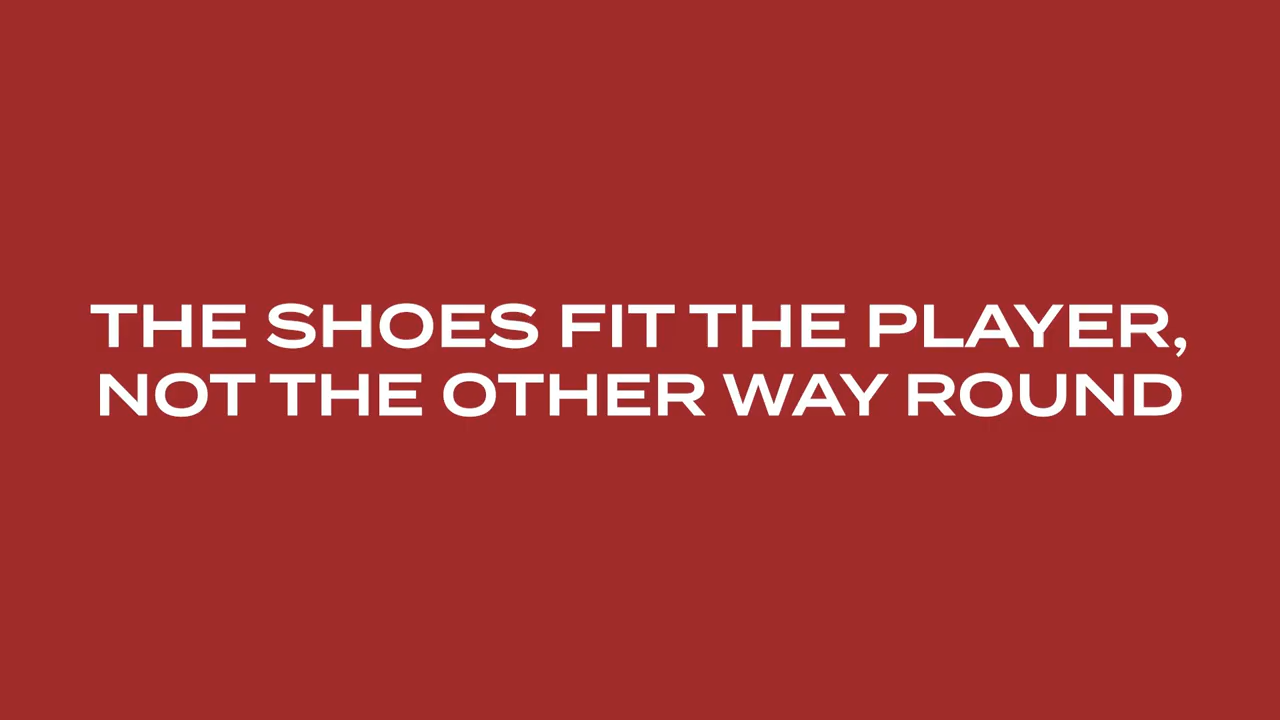 THE SHOES FIT THE PLAYER,
NOT THE OTHER WAY ROUND